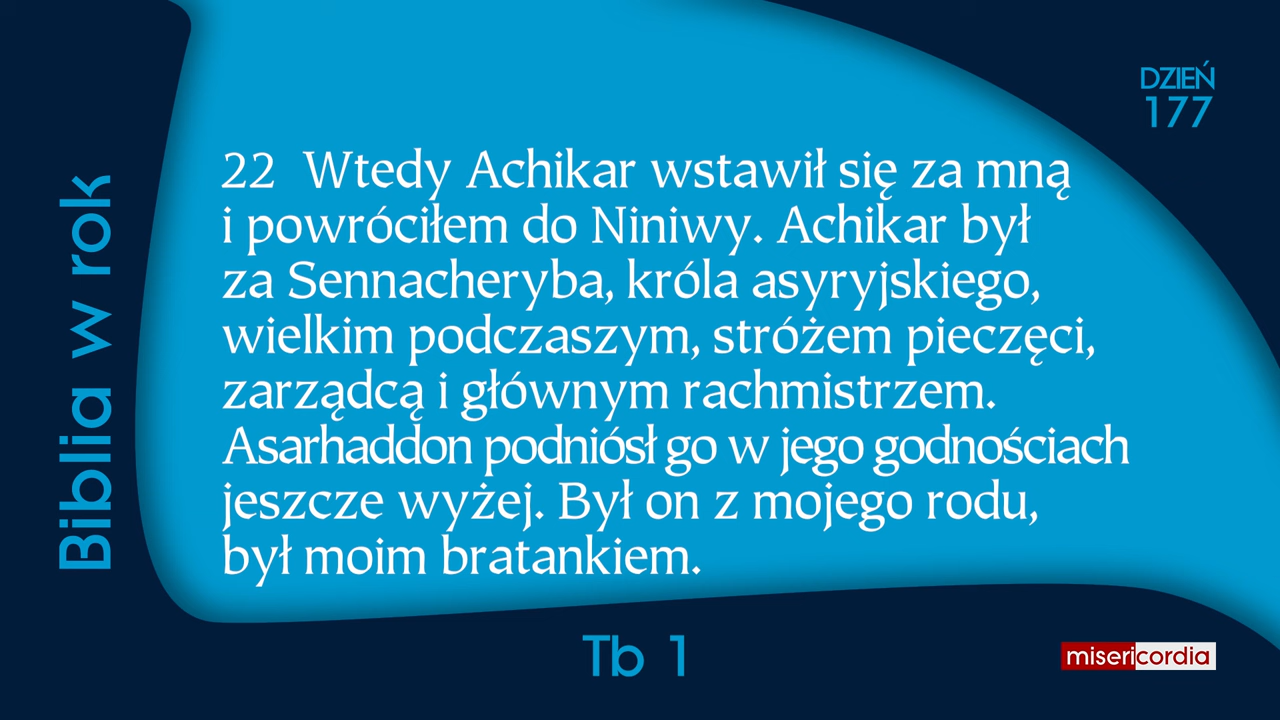 DZIEŃ
177
22 Wtedy Achikar wstawił się za mną
i powróciłem do Niniwy. Achikar był
za Sennacheryba, króla asyryjskiego,
wielkim podczaszym, stróżem pieczęci,
zarządcą i głównym rachmistrzem.
Asarhaddon podniósł go w jego godnościach
jeszcze wyżej. Był on z mojego rodu,
był moim bratankiem.
Biblia w rok
Tb 1
misericordia